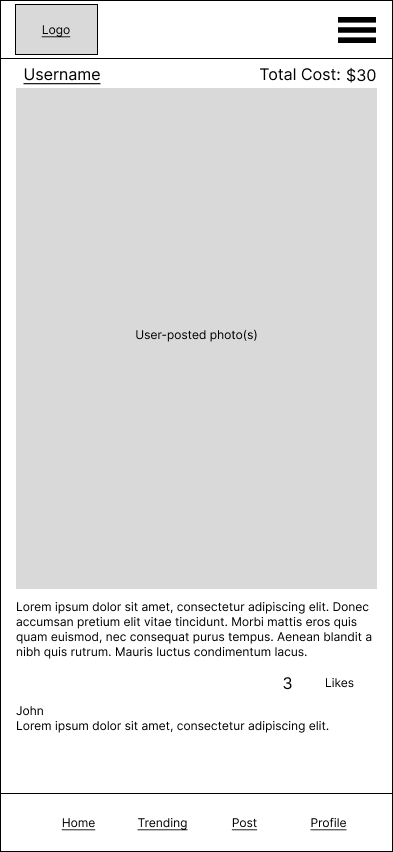 Logo
Username
Total Cost: $30
User-posted photo(s)
Lorem ipsum dolor sit amet, consectetur adipiscing elit. Donec
accumsan pretium elit vitae tincidunt. Morbi mattis eros quis
quam euismod, nec consequat purus tempus. Aenean blandit a
nibh quis rutrum. Mauris luctus condimentum lacus.
3 Likes
John
Lorem ipsum dolor sit amet, consectetur adipiscing elit.
Home Trending Post Profile